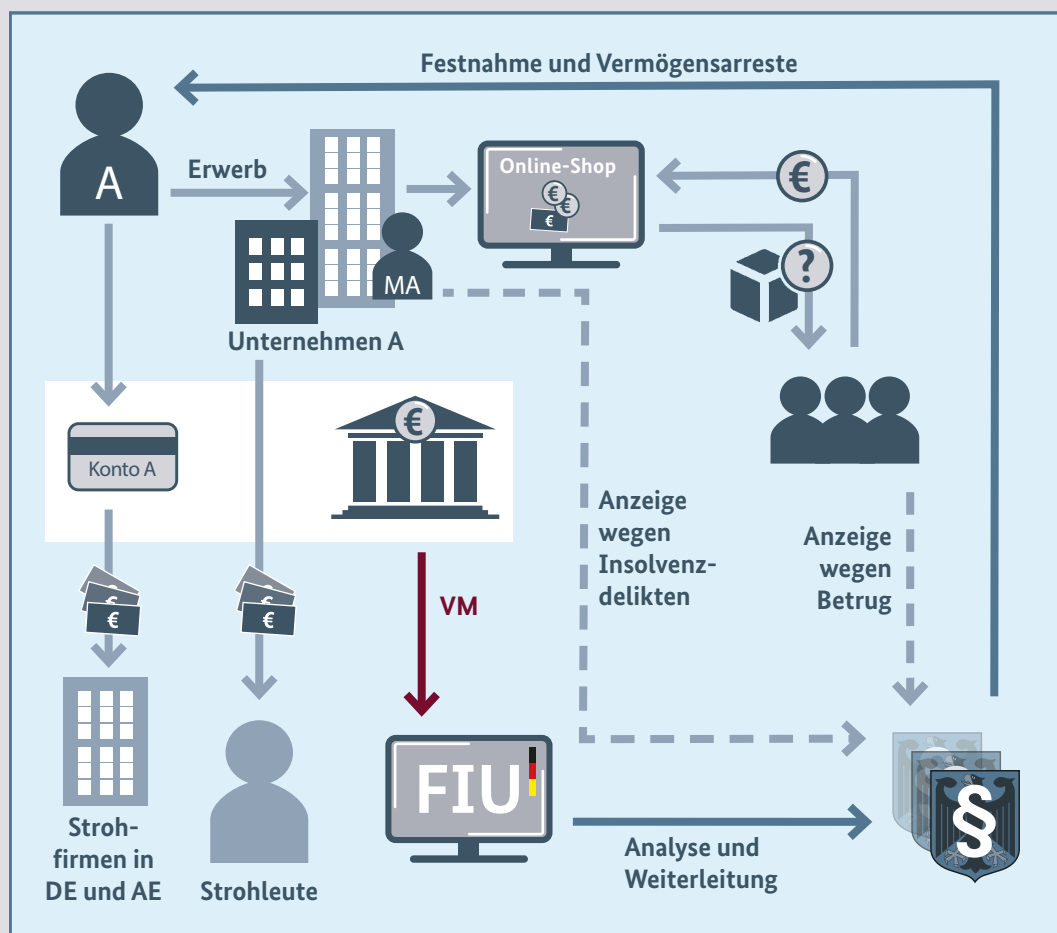 Festnahme und Vermögensarreste
A
Erwerb
Online-Shop
€
€
€
€
?
MA
Unternehmen A
€
Konto A
Anzeige
wegen
Insolvenz-
delikten
Anzeige
wegen
Betrug
€
€
€
€
VM
FIU
§
Stroh-
firmen in
DE und AE
Strohleute
Analyse und
Weiterleitung